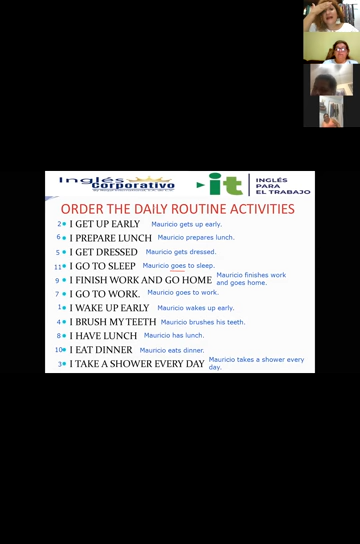 Inglés
Corporativo
it
INGLÉS
PARA
EL TRABAJO
ORDER THE DAILY ROUTINE ACTIVITIES
2 I GET UP EARLY Mauricio gets up early.
6 I PREPARE LUNCH Mauricio prepares lunch.
5 I GET DRESSED Mauricio gets dressed.
11 I GO TO SLEEP Mauricio goes to sleep.
9 I FINISH WORK AND GO HOME Mauricio finishes work
and goes home.
7 I GO TO WORK. Mauricio goes to work.
1 I WAKE UP EARLY Mauricio wakes up early.
4 I BRUSH MY TEETH Mauricio brushes his teeth.
8 I HAVE LUNCH Mauricio has lunch.
10 I EAT DINNER Mauricio eats dinner.
3 I TAKE A SHOWER EVERY DAY Mauricio takes a shower every
day.